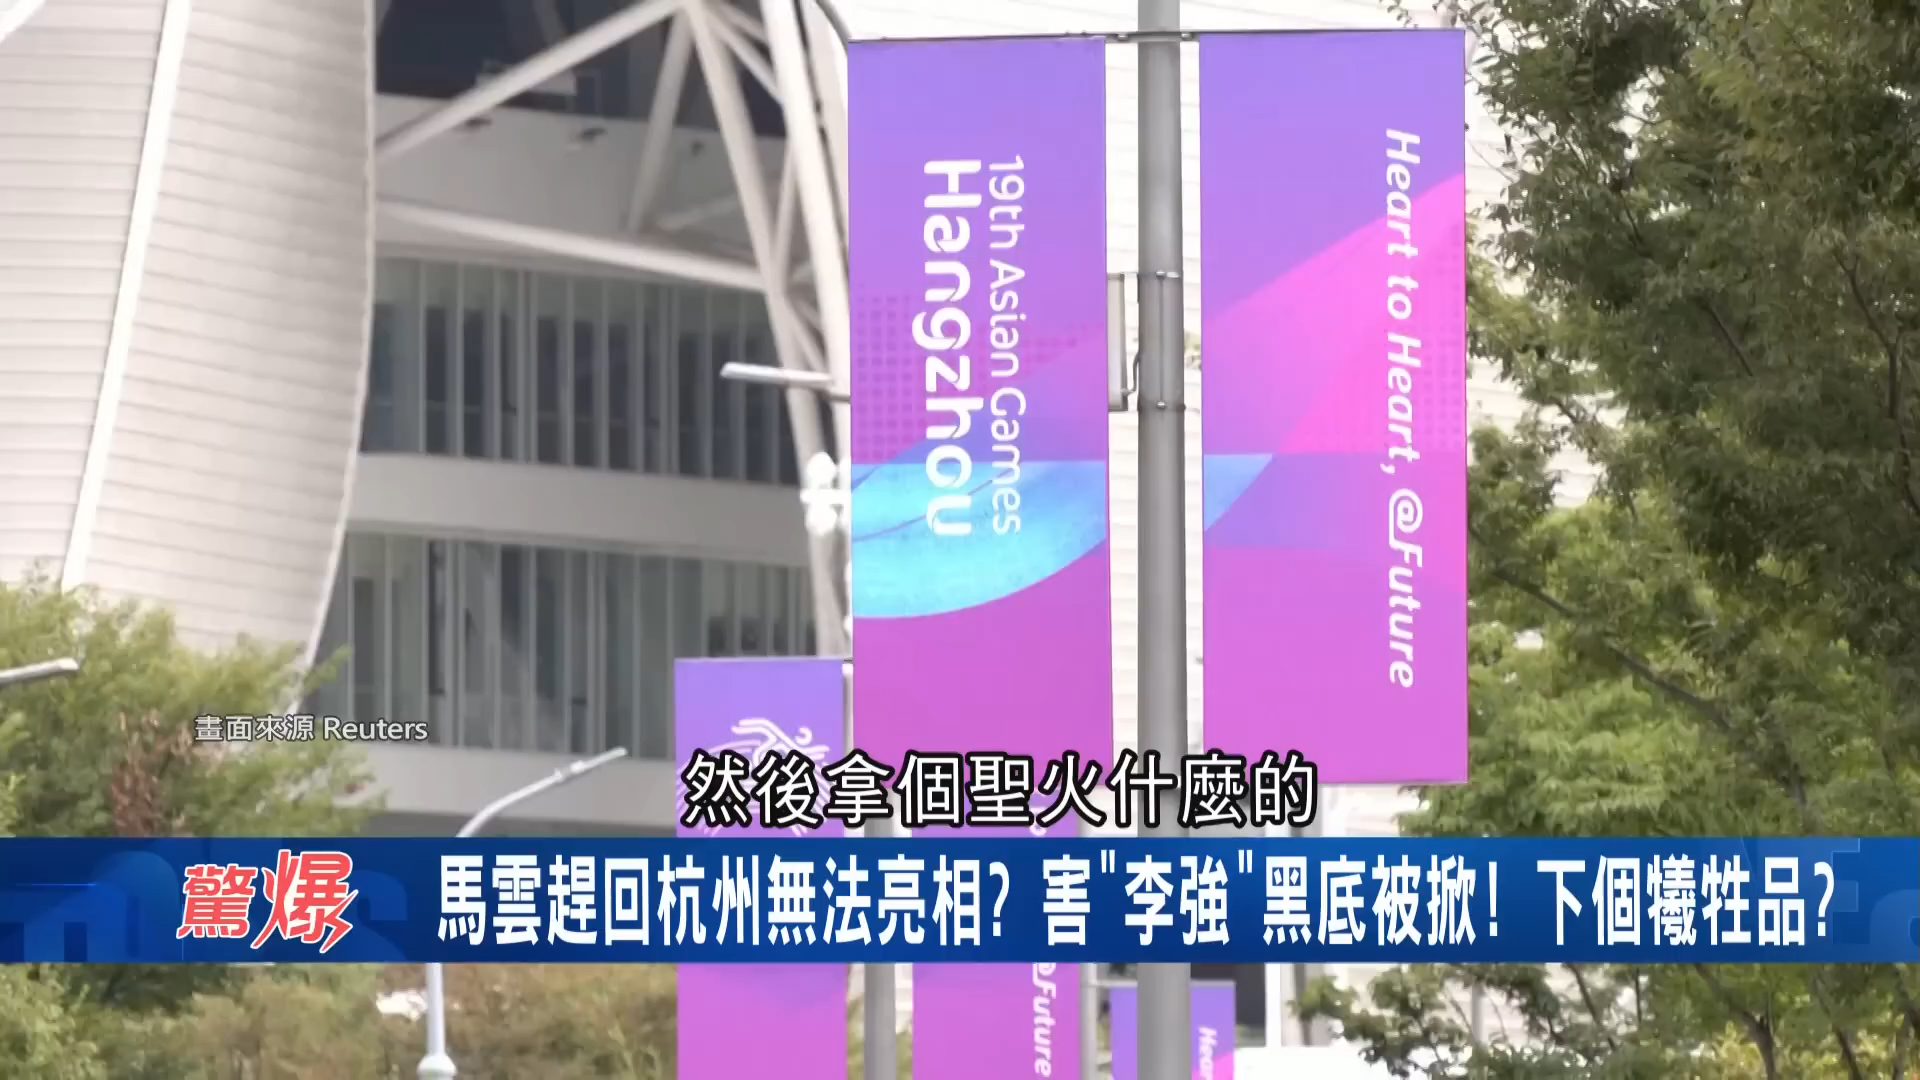 19th Asian Games
Hangzhou
Heart to Heart, @Future
畫面來源 Reuters
然後拿個聖火什麼的
驚爆
馬雲趕回杭州無法亮相? 害"李強"黑底被掀! 下個犧牲品?
@Future
Hear